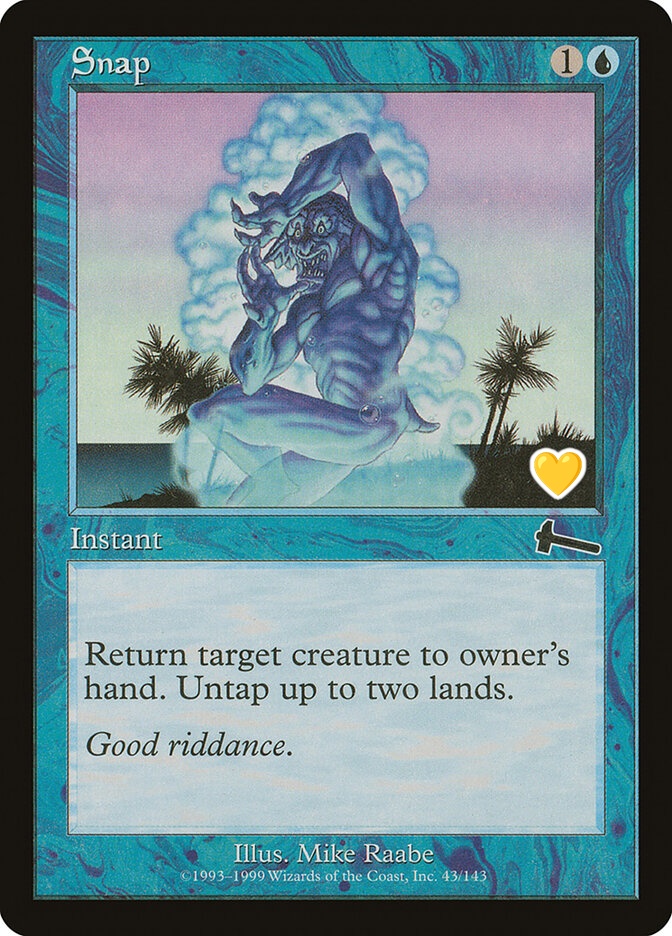 Snap
1
Instant
Return target creature to owner's
hand. Untap up to two lands.
Good riddance.
Illus. Mike Raabe
©1993–1999 Wizards of the Coast, Inc. 43/143